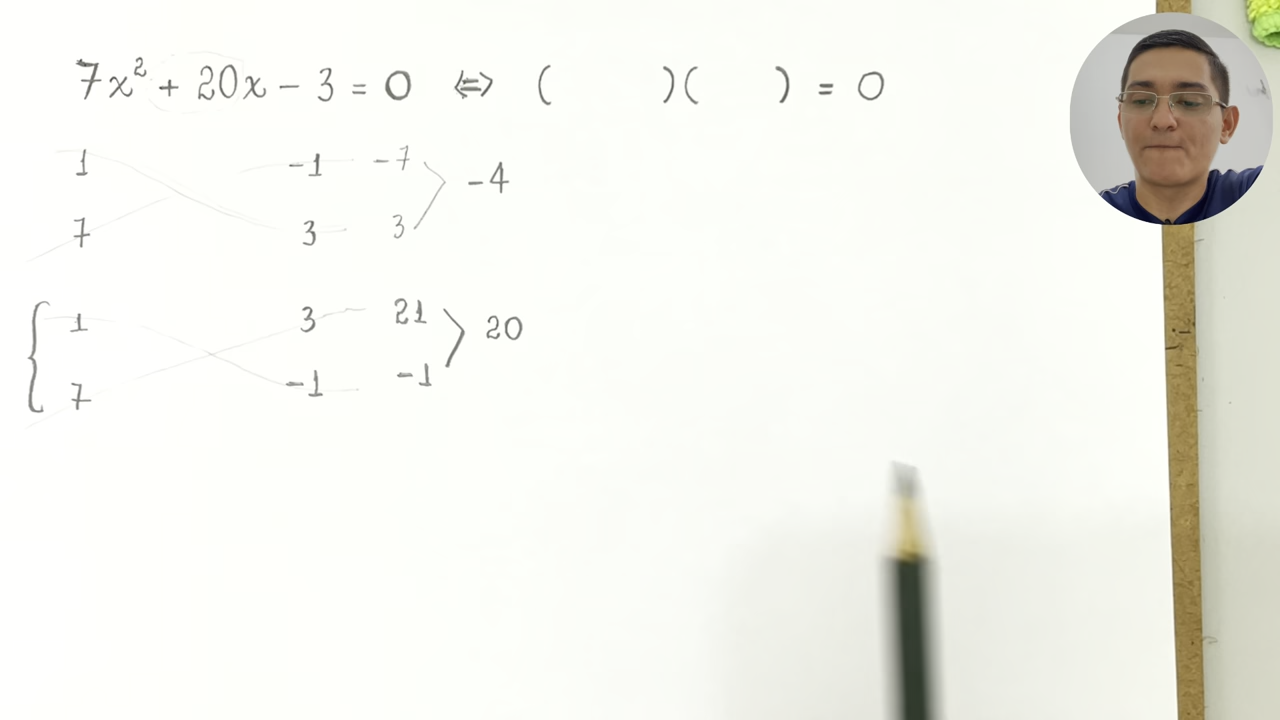 7x² + 20x - 3 = 0 ⇔ ( )( ) = 0
1 -1 -7
-4
7 3 3
1 3 21
20
7 -1 -1